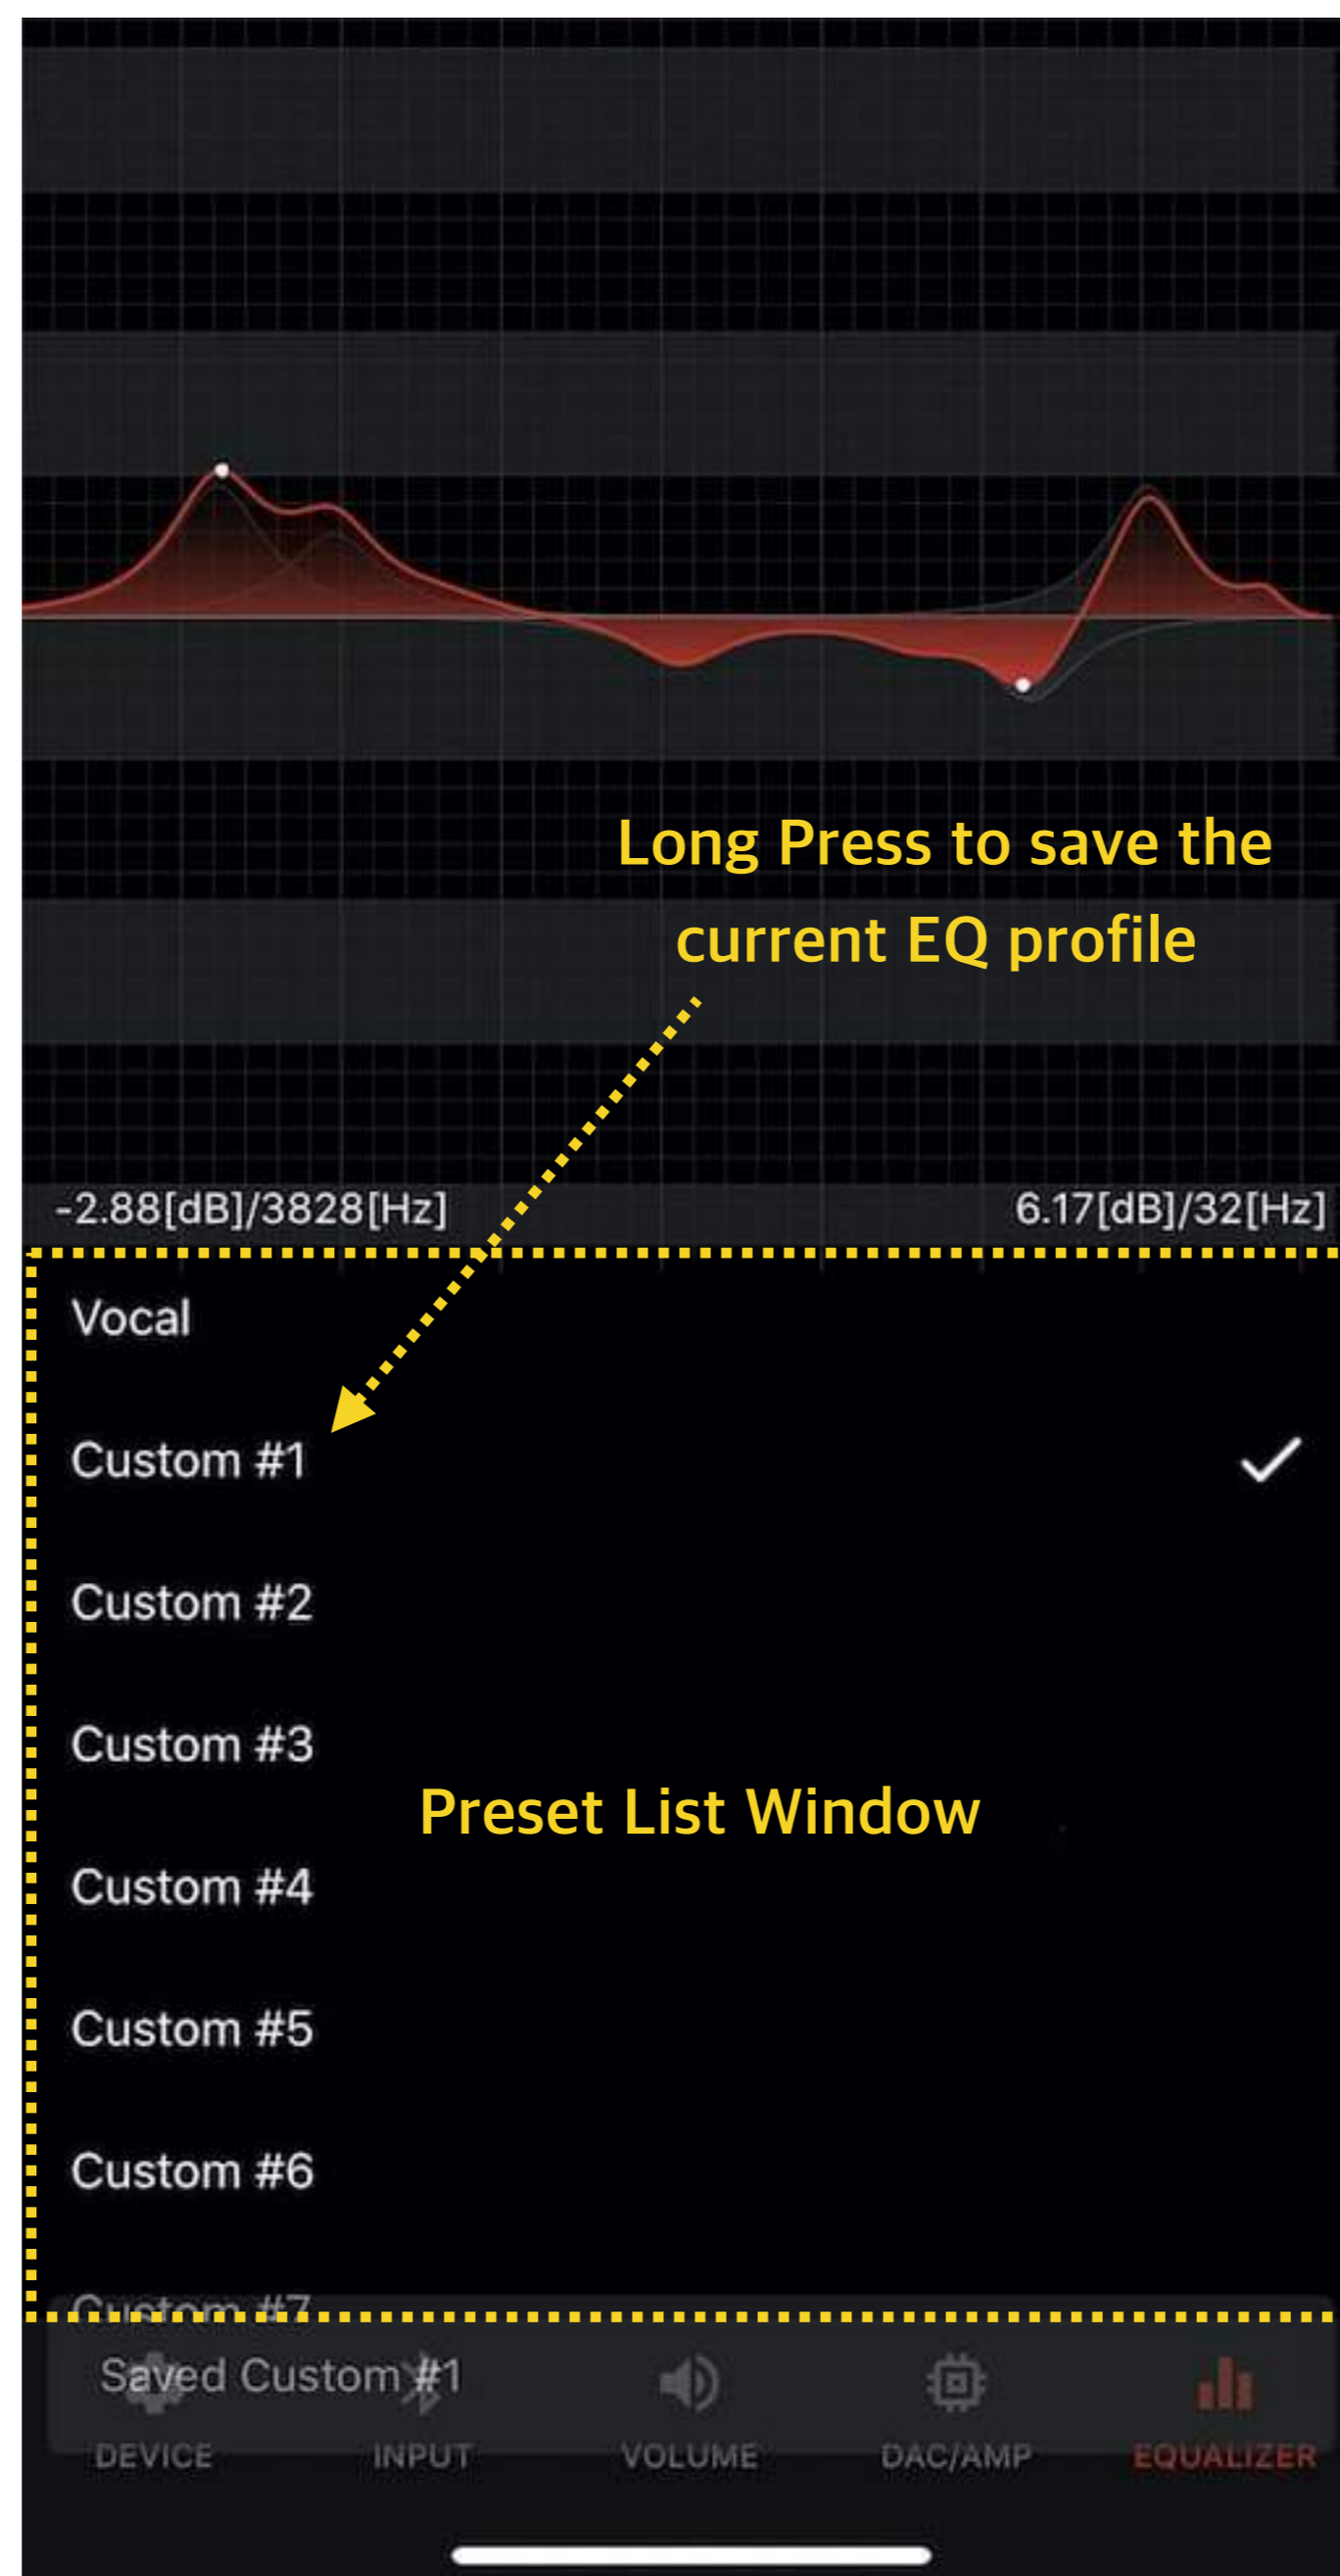 Long Press to save the
current EQ profile
-2.88[dB]/3828[Hz]
6.17[dB]/32[Hz]
Vocal
Custom #1
Custom #2
Custom #3
Preset List Window
Custom #4
Custom #5
Custom #6
Custom #7
Saved Custom #1
DEVICE
INPUT
VOLUME
DAC/AMP
EQUALIZER